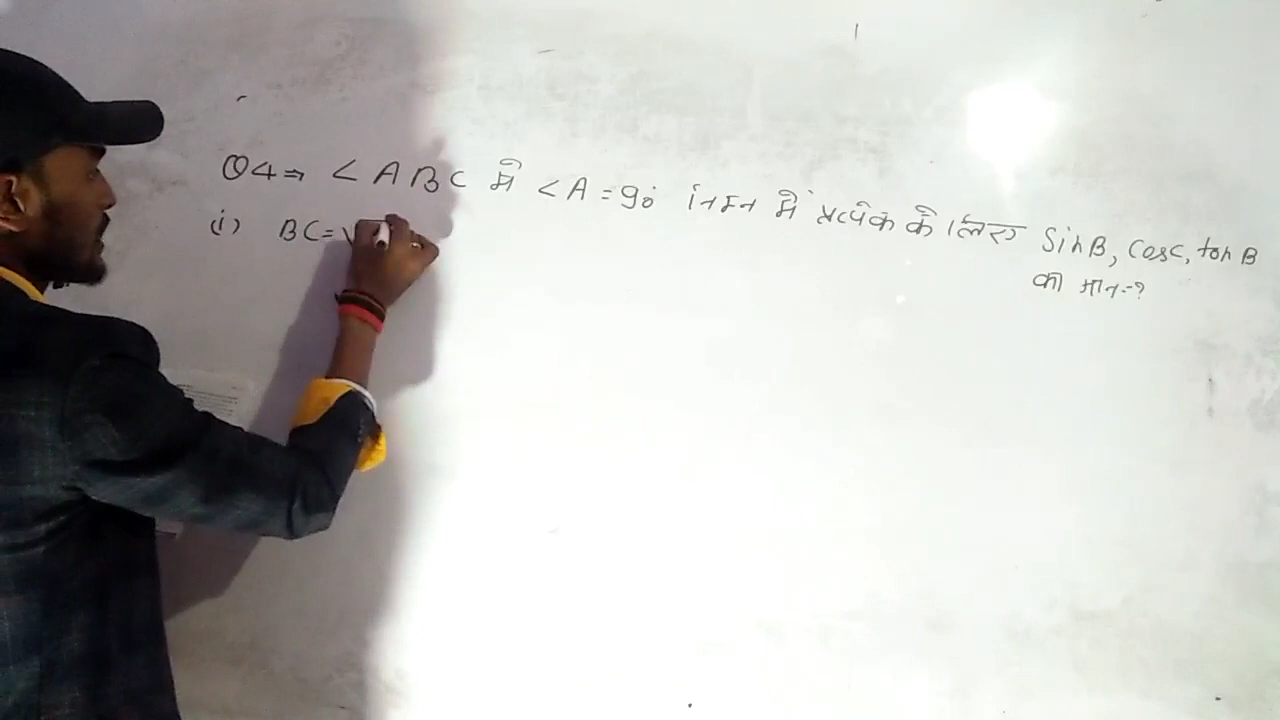 Q4⇒ ∠ABC में ∠A = 90° निम्न में प्रत्येक के लिए SinB, CosC, tanB
का मान-?
(i) BC=√